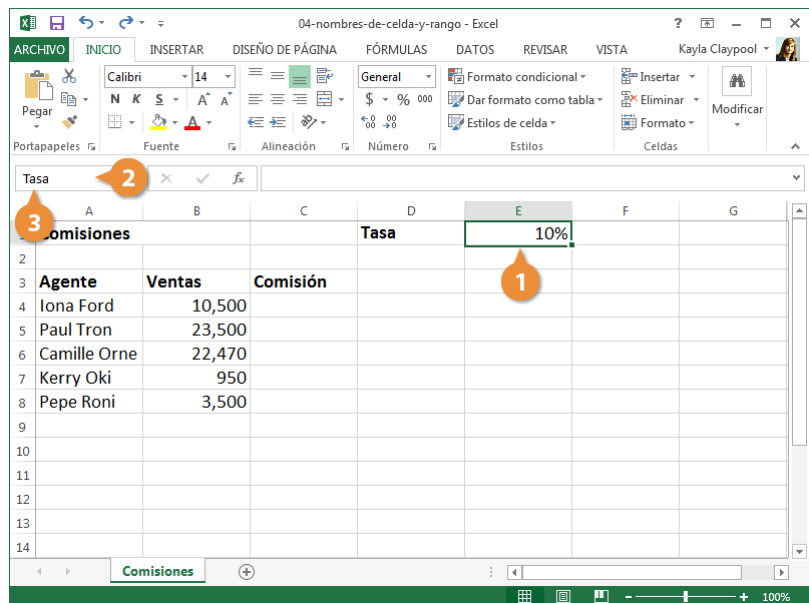 04-nombres-de-celda-y-rango - Excel
ARCHIVO INICIO INSERTAR DISEÑO DE PÁGINA FÓRMULAS DATOS REVISAR VISTA Kayla Claypool
Pegar
Calibri 14
N K S A A
A
General
$ % 000
Formato condicional
Dar formato como tabla
Estilos de celda
Insertar
Eliminar
Formato
Modificar
Portapapeles Fuente Alineación Número Estilos Celdas
Tasa 2 fx
3
A B C D E F G
Comisiones Tasa 10%
2
1
3 Agente Ventas Comisión
4 Iona Ford 10,500
5 Paul Tron 23,500
6 Camille Orne 22,470
7 Kerry Oki 950
8 Pepe Roni 3,500
9
10
11
12
13
14
Comisiones
100%